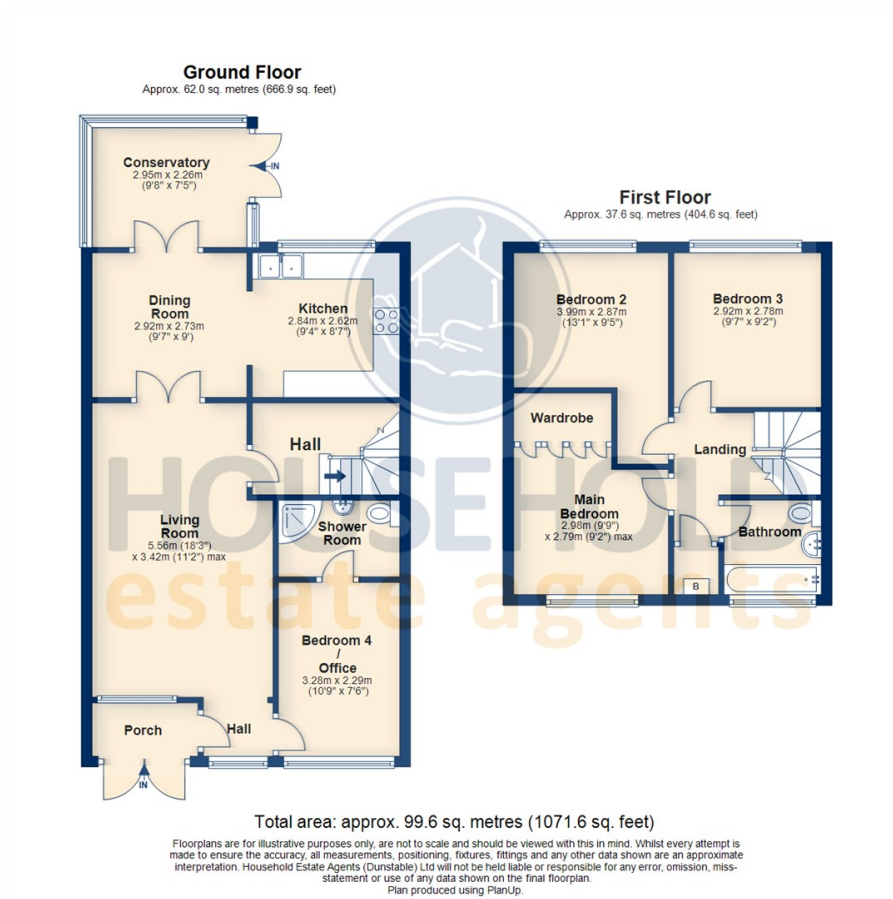 Ground Floor
Approx. 62.0 sq. metres (666.9 sq. feet)
Conservatory
2.95m x 2.26m
(9'8" x 7'5")
IN
Dining
Room
2.92m x 2.73m
(9'7" x 9')
Kitchen
2.84m x 2.62m
(9'4" x 8'7")
Hall
Living
Room
5.56m (18'3")
x 3.42m (11'2") max
Shower
Room
Bedroom 4
/
Office
3.28m x 2.29m
(10'9" x 7'6")
Porch
Hall
IN
First Floor
Approx. 37.6 sq. metres (404.6 sq. feet)
Bedroom 2
3.99m x 2.87m
(13'1" x 9'5")
Bedroom 3
2.92m x 2.78m
(9'7" x 9'2")
Wardrobe
Landing
Main
Bedroom
2.98m (9'9")
x 2.79m (9'2") max
Bathroom
B
HOUSEHOLD
estate agents
Total area: approx. 99.6 sq. metres (1071.6 sq. feet)
Floorplans are for illustrative purposes only, are not to scale and should be viewed with this in mind. Whilst every attempt is
made to ensure the accuracy, all measurements, positioning, fixtures, fittings and any other data shown are an approximate
interpretation. Household Estate Agents (Dunstable) Ltd will not be held liable or responsible for any error, omission, miss-
statement or use of any data shown on the final floorplan.
Plan produced using PlanUp.